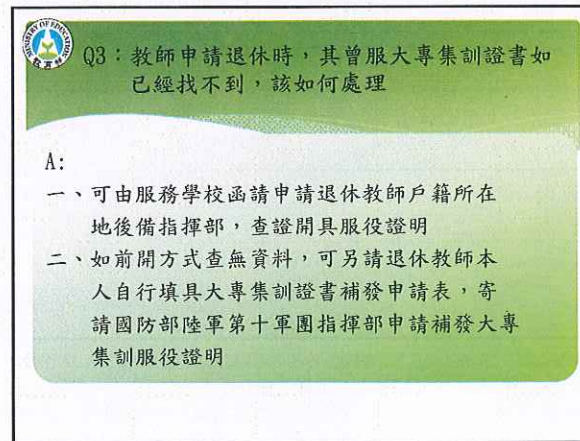 MINISTRY OF EDUCATION
教育部
Q3：教師申請退休時，其曾服大專集訓證書如
已經找不到，該如何處理
A:
一、可由服務學校函請申請退休教師戶籍所在
地後備指揮部，查證開具服役證明
二、如前開方式查無資料，可另請退休教師本
人自行填具大專集訓證書補發申請表，寄
請國防部陸軍第十軍團指揮部申請補發大專
集訓服役證明